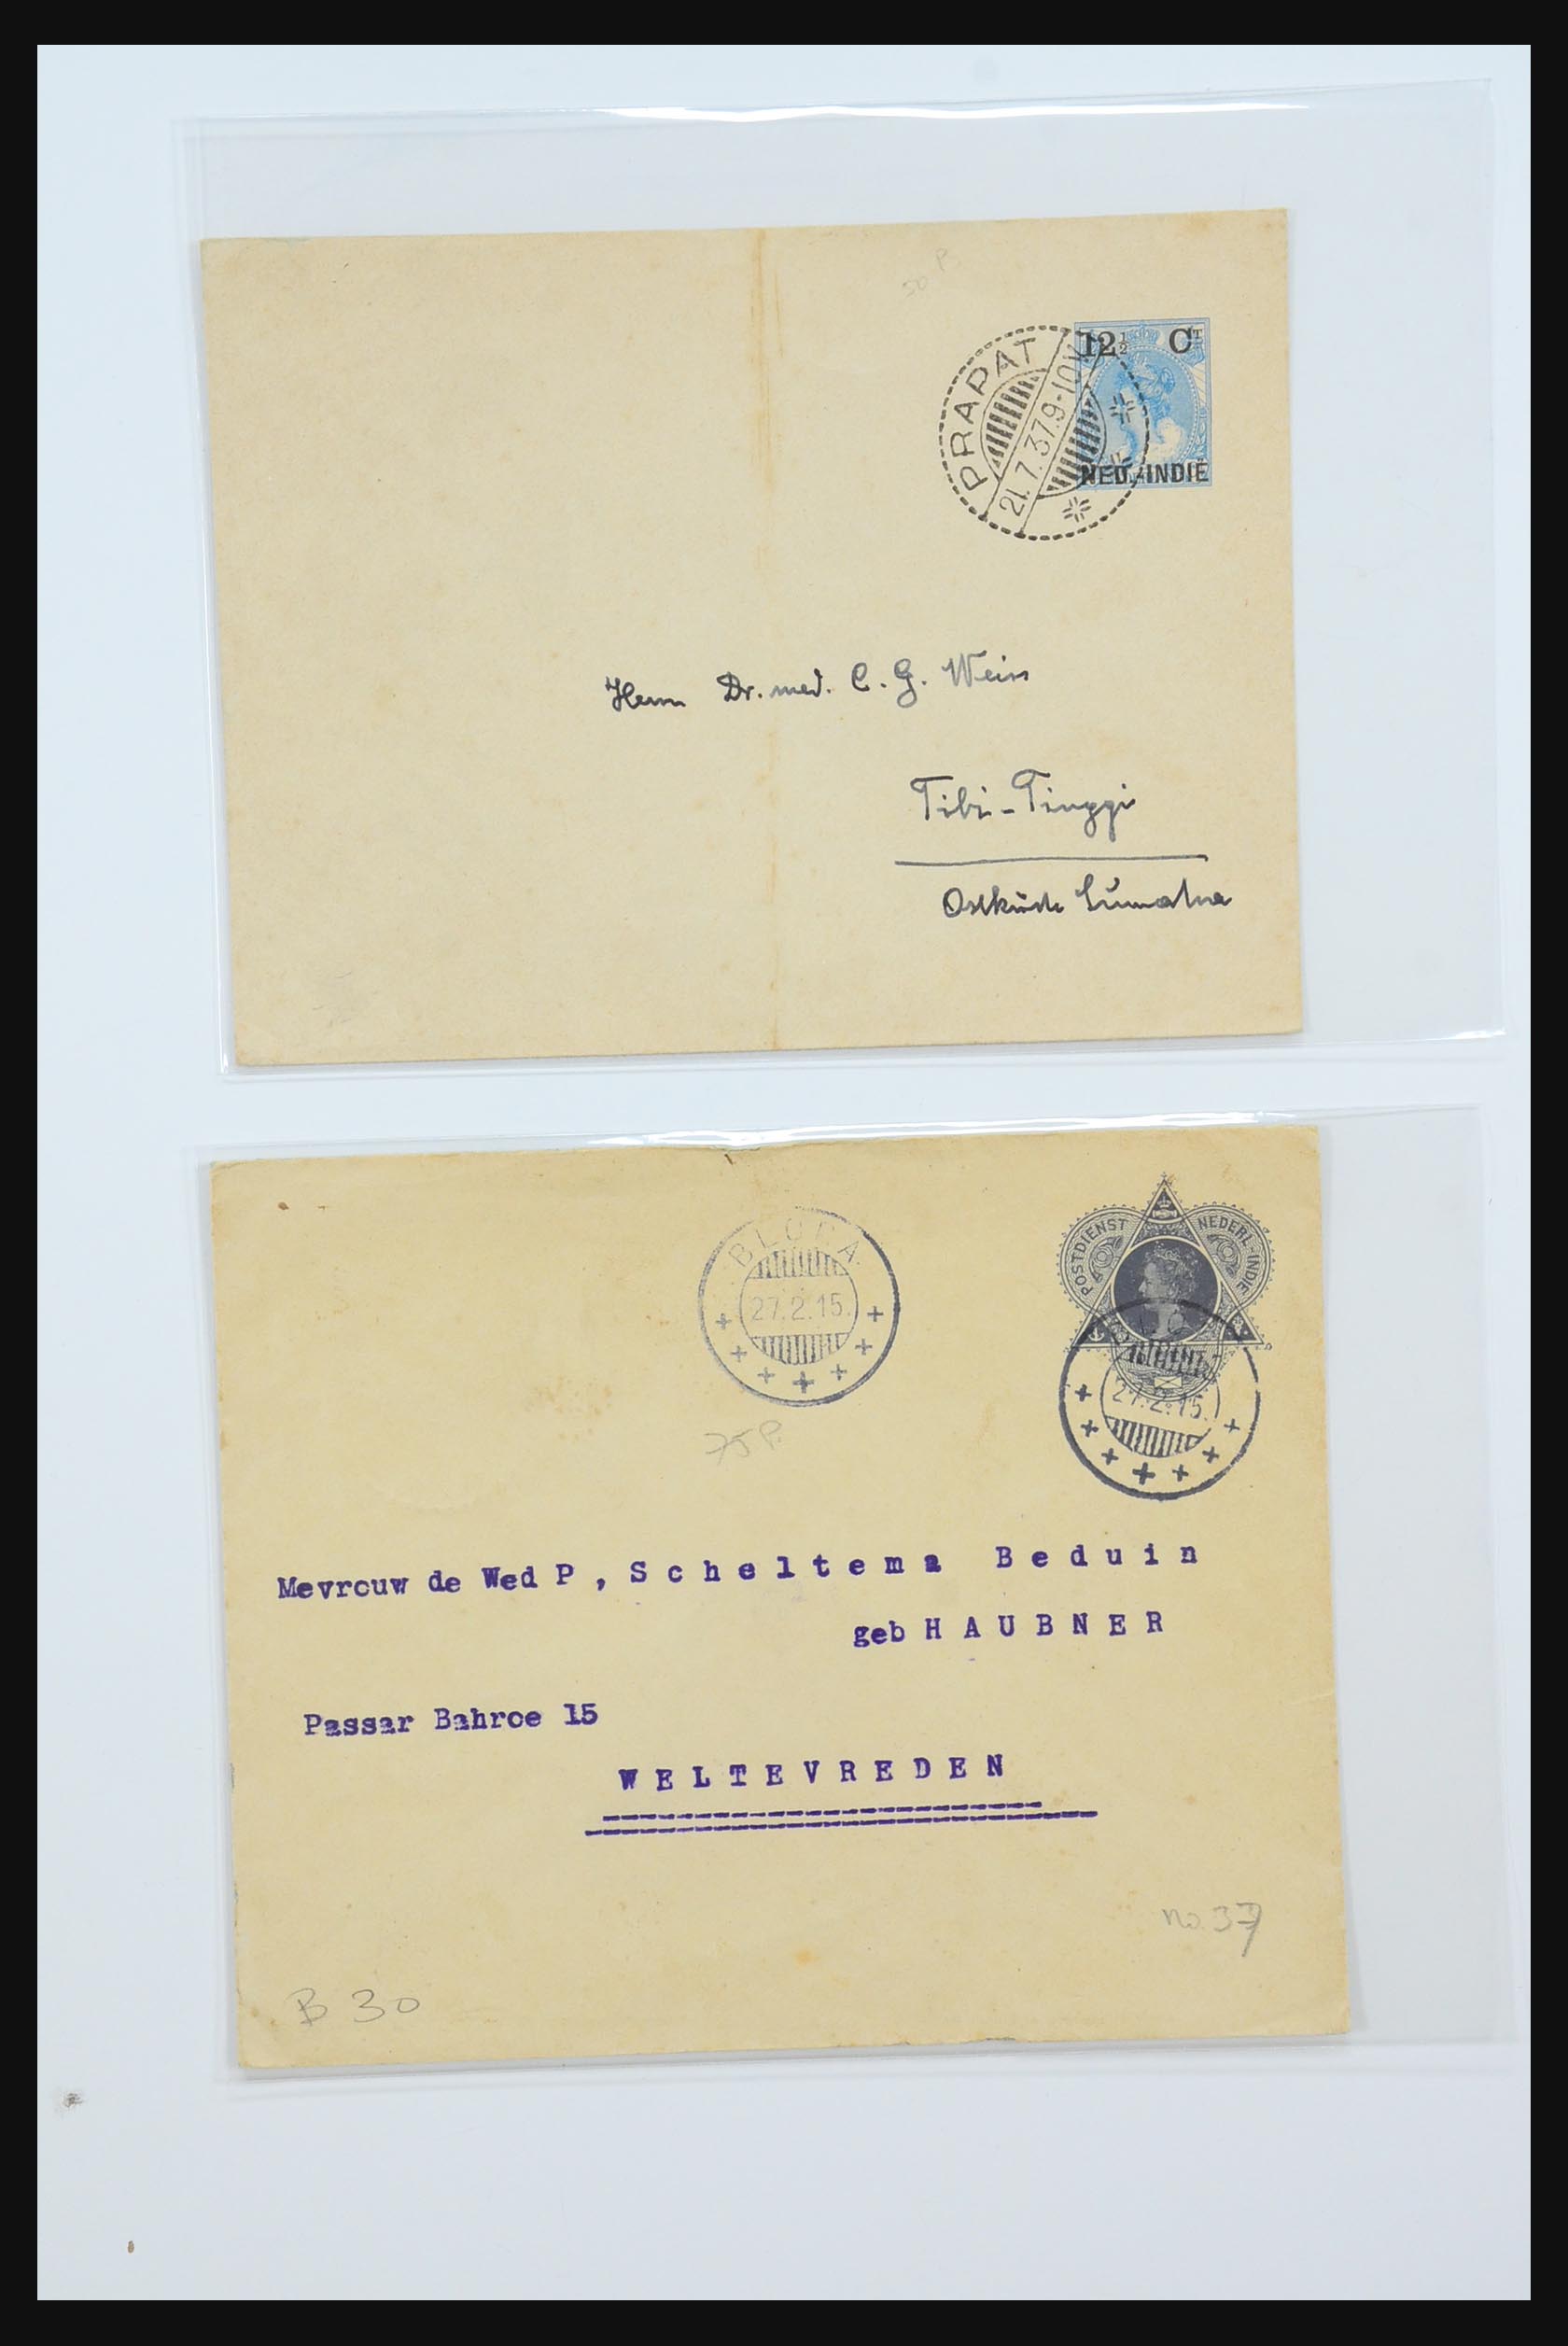 50 P.
12½ CT
NED.-INDIË
PRAPAT
21.7.37.9-10V
Herrn Dr. med. C. G. Weiss
Tibi-Tinggi
Ostküste Sumatra
POSTDIENST NEDERL-INDIE
BLORA
27.2.15.
27.2.15.
75 P.
Mevrouw de Wed P, Scheltema Beduin
geb HAUBNER
Passar Bahroe 15
WELTEVREDEN
no. 37
B 30